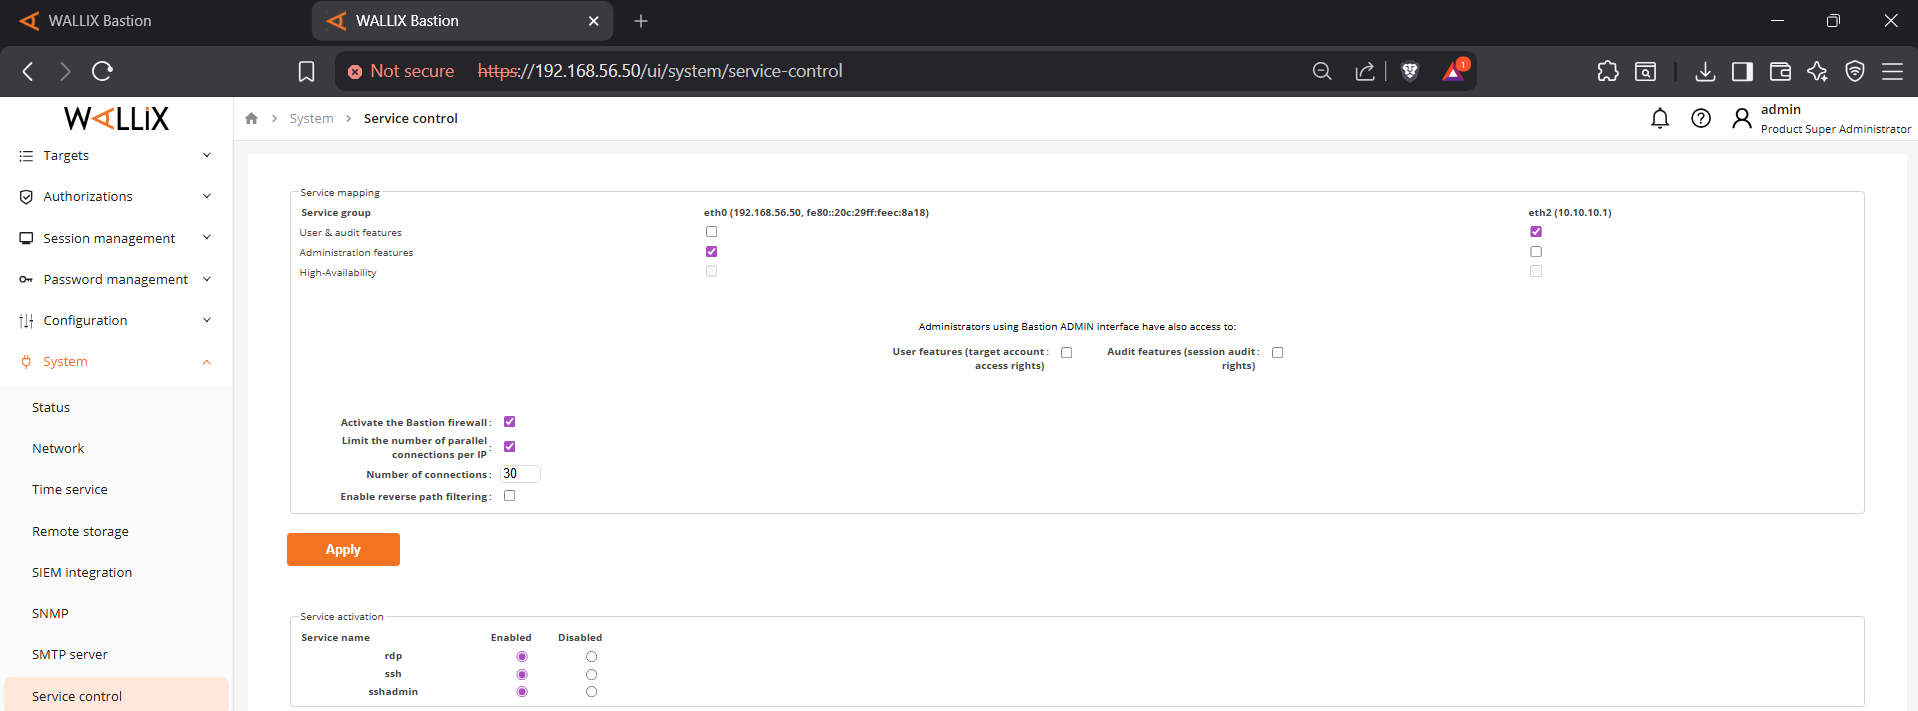 WALLIX Bastion
WALLIX Bastion
Not secure https://192.168.56.50/ui/system/service-control
1
WALLIX
System
Service control
admin
Product Super Administrator
Targets
Authorizations
Session management
Password management
Configuration
System
Status
Network
Time service
Remote storage
SIEM integration
SNMP
SMTP server
Service control
Service mapping
Service group eth0 (192.168.56.50, fe80::20c:29ff:feec:8a18) eth2 (10.10.10.1)
User & audit features
Administration features
High-Availability
Administrators using Bastion ADMIN interface have also access to:
User features (target account access rights) :
Audit features (session audit rights) :
Activate the Bastion firewall :
Limit the number of parallel connections per IP :
Number of connections : 30
Enable reverse path filtering :
Apply
Service activation
Service name Enabled Disabled
rdp
ssh
sshadmin